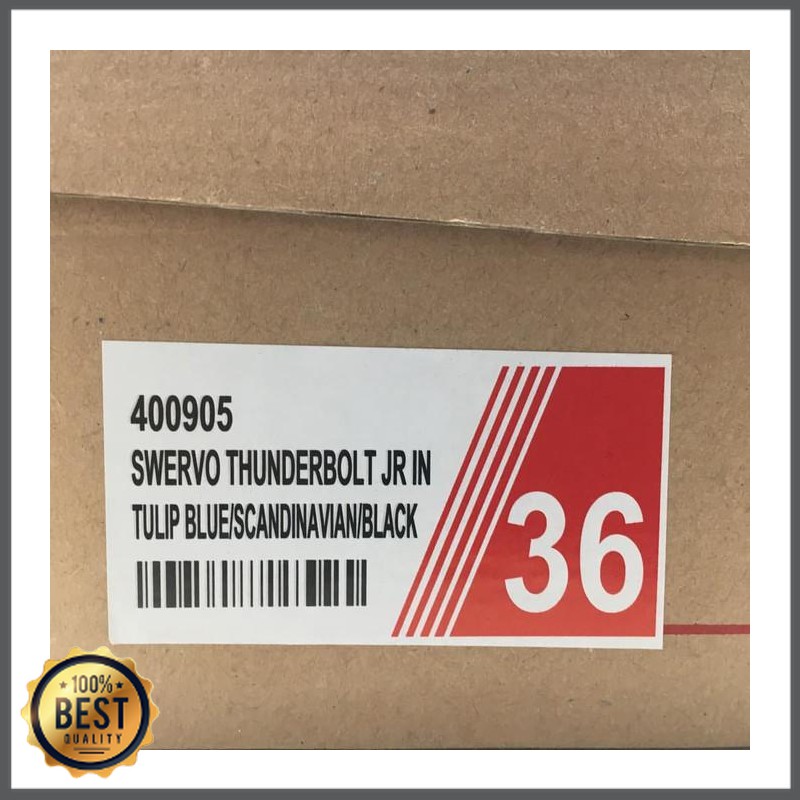 400905
SWERVO THUNDERBOLT JR IN
TULIP BLUE/SCANDINAVIAN/BLACK
36
100%
BEST
QUALITY